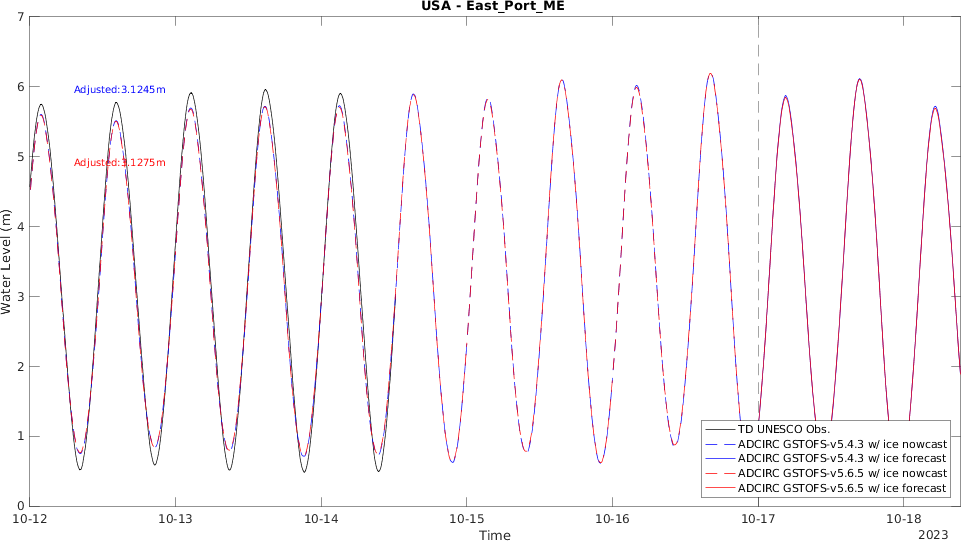 USA - East_Port_ME
7
6
5
4
3
2
1
0
Water Level (m)
Adjusted:3.1245m
Adjusted:3.1275m
TD UNESCO Obs.
ADCIRC GSTOFS-v5.4.3 w/ ice nowcast
ADCIRC GSTOFS-v5.4.3 w/ ice forecast
ADCIRC GSTOFS-v5.6.5 w/ ice nowcast
ADCIRC GSTOFS-v5.6.5 w/ ice forecast
10-12 10-13 10-14 10-15 10-16 10-17 10-18
Time
2023